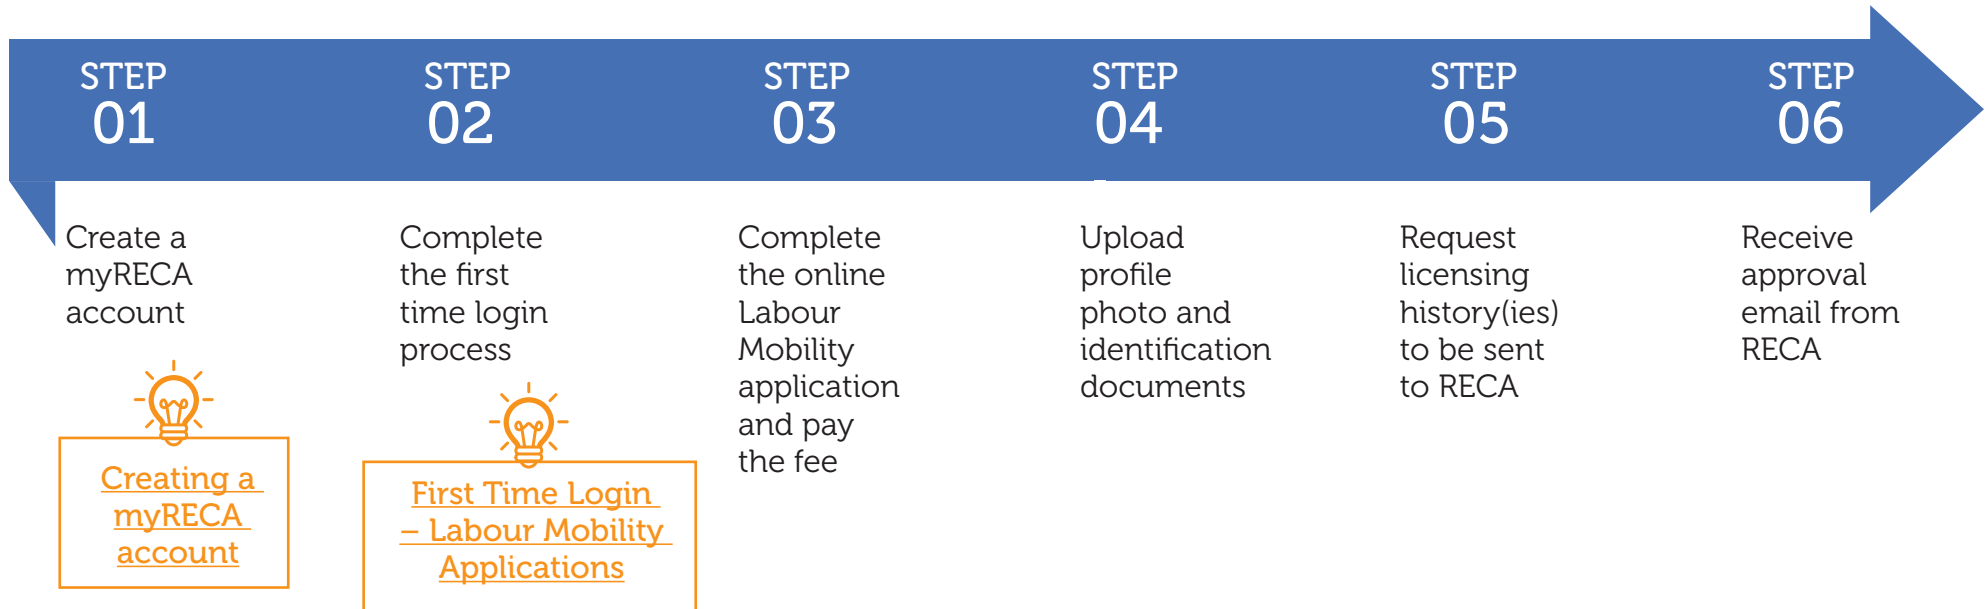 STEP
01
STEP
02
STEP
03
STEP
04
STEP
05
STEP
06
Create a
myRECA
account
Creating a
myRECA
account
Complete
the first
time login
process
First Time Login
– Labour Mobility
Applications
Complete
the online
Labour
Mobility
application
and pay
the fee
Upload
profile
photo and
identification
documents
Request
licensing
history(ies)
to be sent
to RECA
Receive
approval
email from
RECA